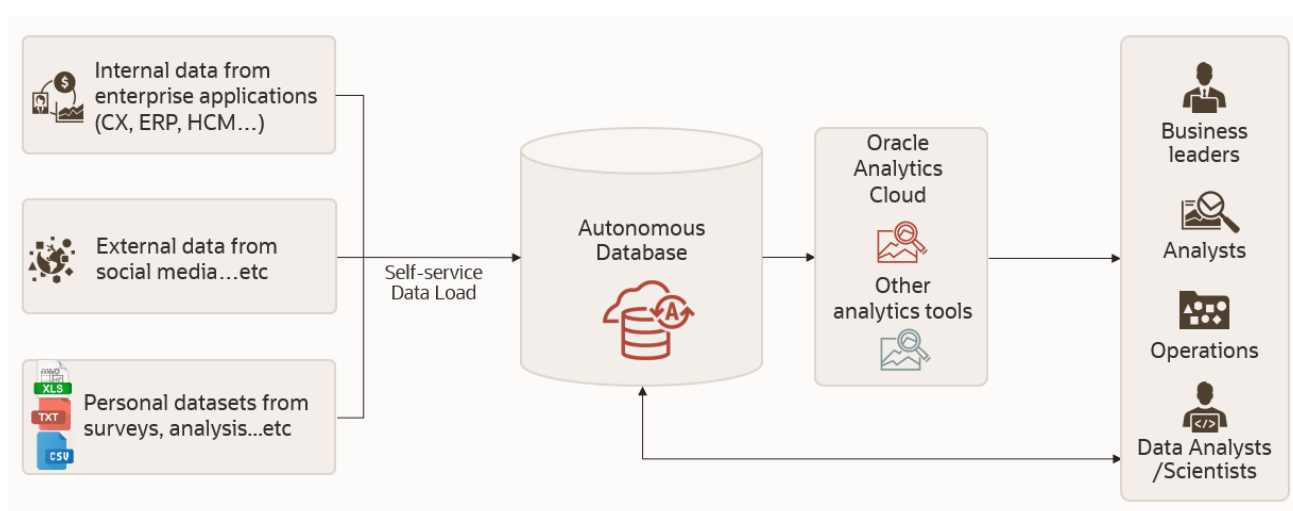 Internal data from
enterprise applications
(CX, ERP, HCM...)
External data from
social media...etc
XLS
TXT
CSV
Personal datasets from
surveys, analysis...etc
Self-service
Data Load
Autonomous
Database
A
Oracle
Analytics
Cloud
Other
analytics tools
Business
leaders
Analysts
Operations
</>
Data Analysts
/Scientists